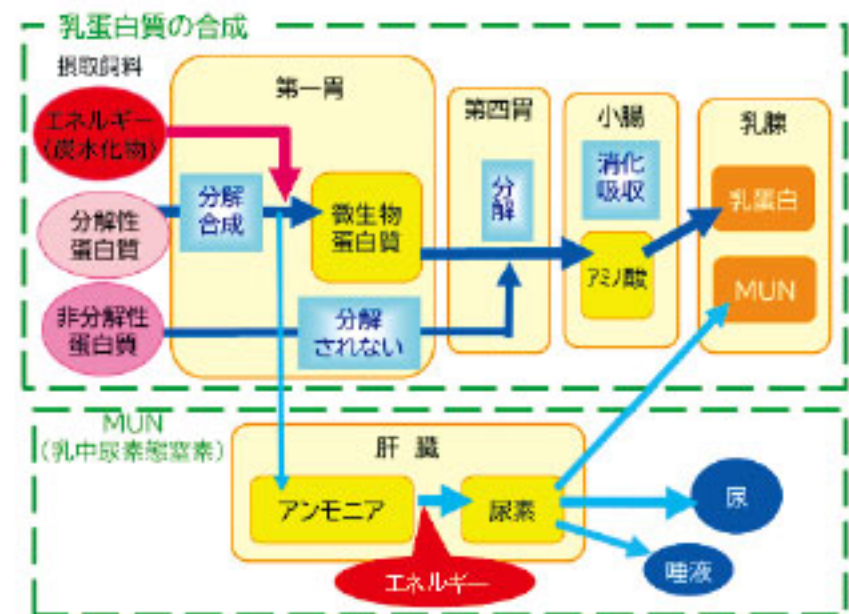 乳蛋白質の合成
摂取飼料
エネルギー
(炭水化物)
分解性
蛋白質
非分解性
蛋白質
第一胃
分解
合成
微生物
蛋白質
分解
されない
第四胃
分
解
小腸
消化
吸収
アミノ酸
乳腺
乳蛋白
MUN
MUN
(乳中尿素態窒素)
肝臓
アンモニア
尿素
エネルギー
尿
唾液